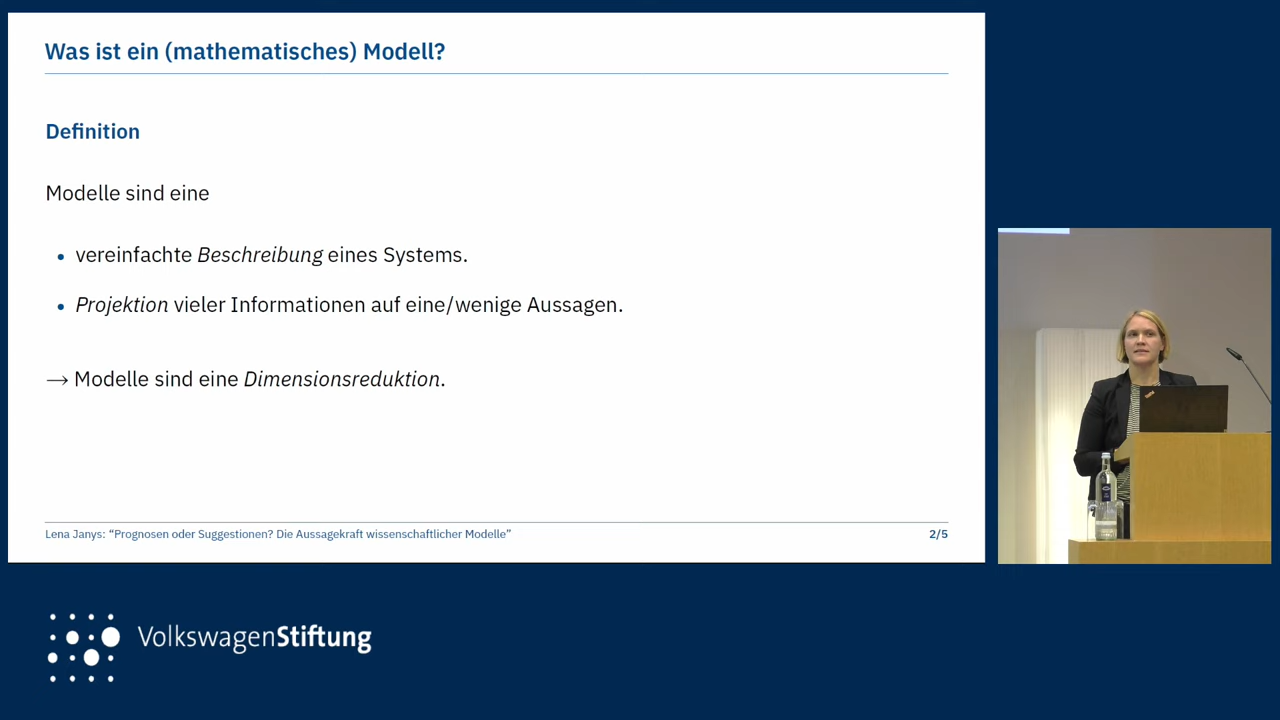 Was ist ein (mathematisches) Modell?
Definition
Modelle sind eine
• vereinfachte Beschreibung eines Systems.
• Projektion vieler Informationen auf eine/wenige Aussagen.
→ Modelle sind eine Dimensionsreduktion.
Lena Janys: “Prognosen oder Suggestionen? Die Aussagekraft wissenschaftlicher Modelle” 2/5
VolkswagenStiftung